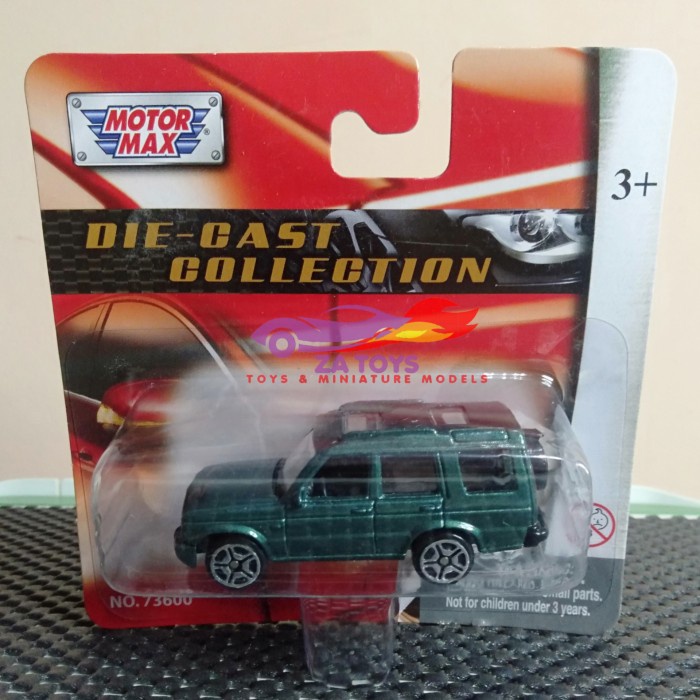 MOTOR
MAX
®
3+
DIE-CAST
COLLECTION
ZA TOYS
TOYS & MINIATURE MODELS
NO. 73600
small parts.
Not for children under 3 years.